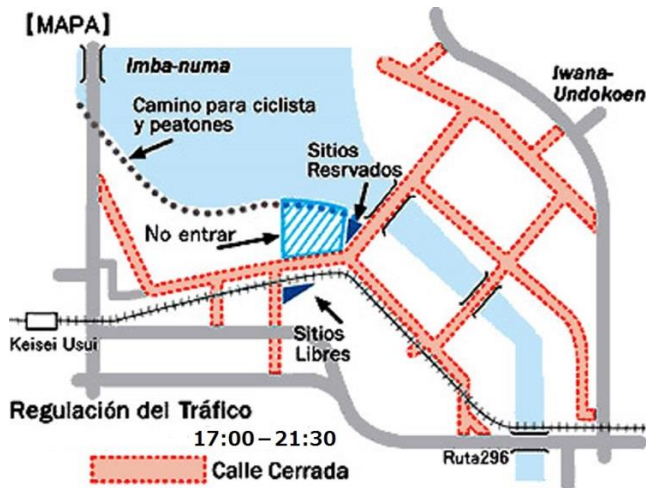 【MAPA】
Imba-numa
Camino para ciclista
y peatones
Iwana-
Undokoen
Sitios
Resrvados
No entrar
Sitios
Libres
Keisei Usui
Regulación del Tráfico
17:00–21:30
Calle Cerrada
Ruta296